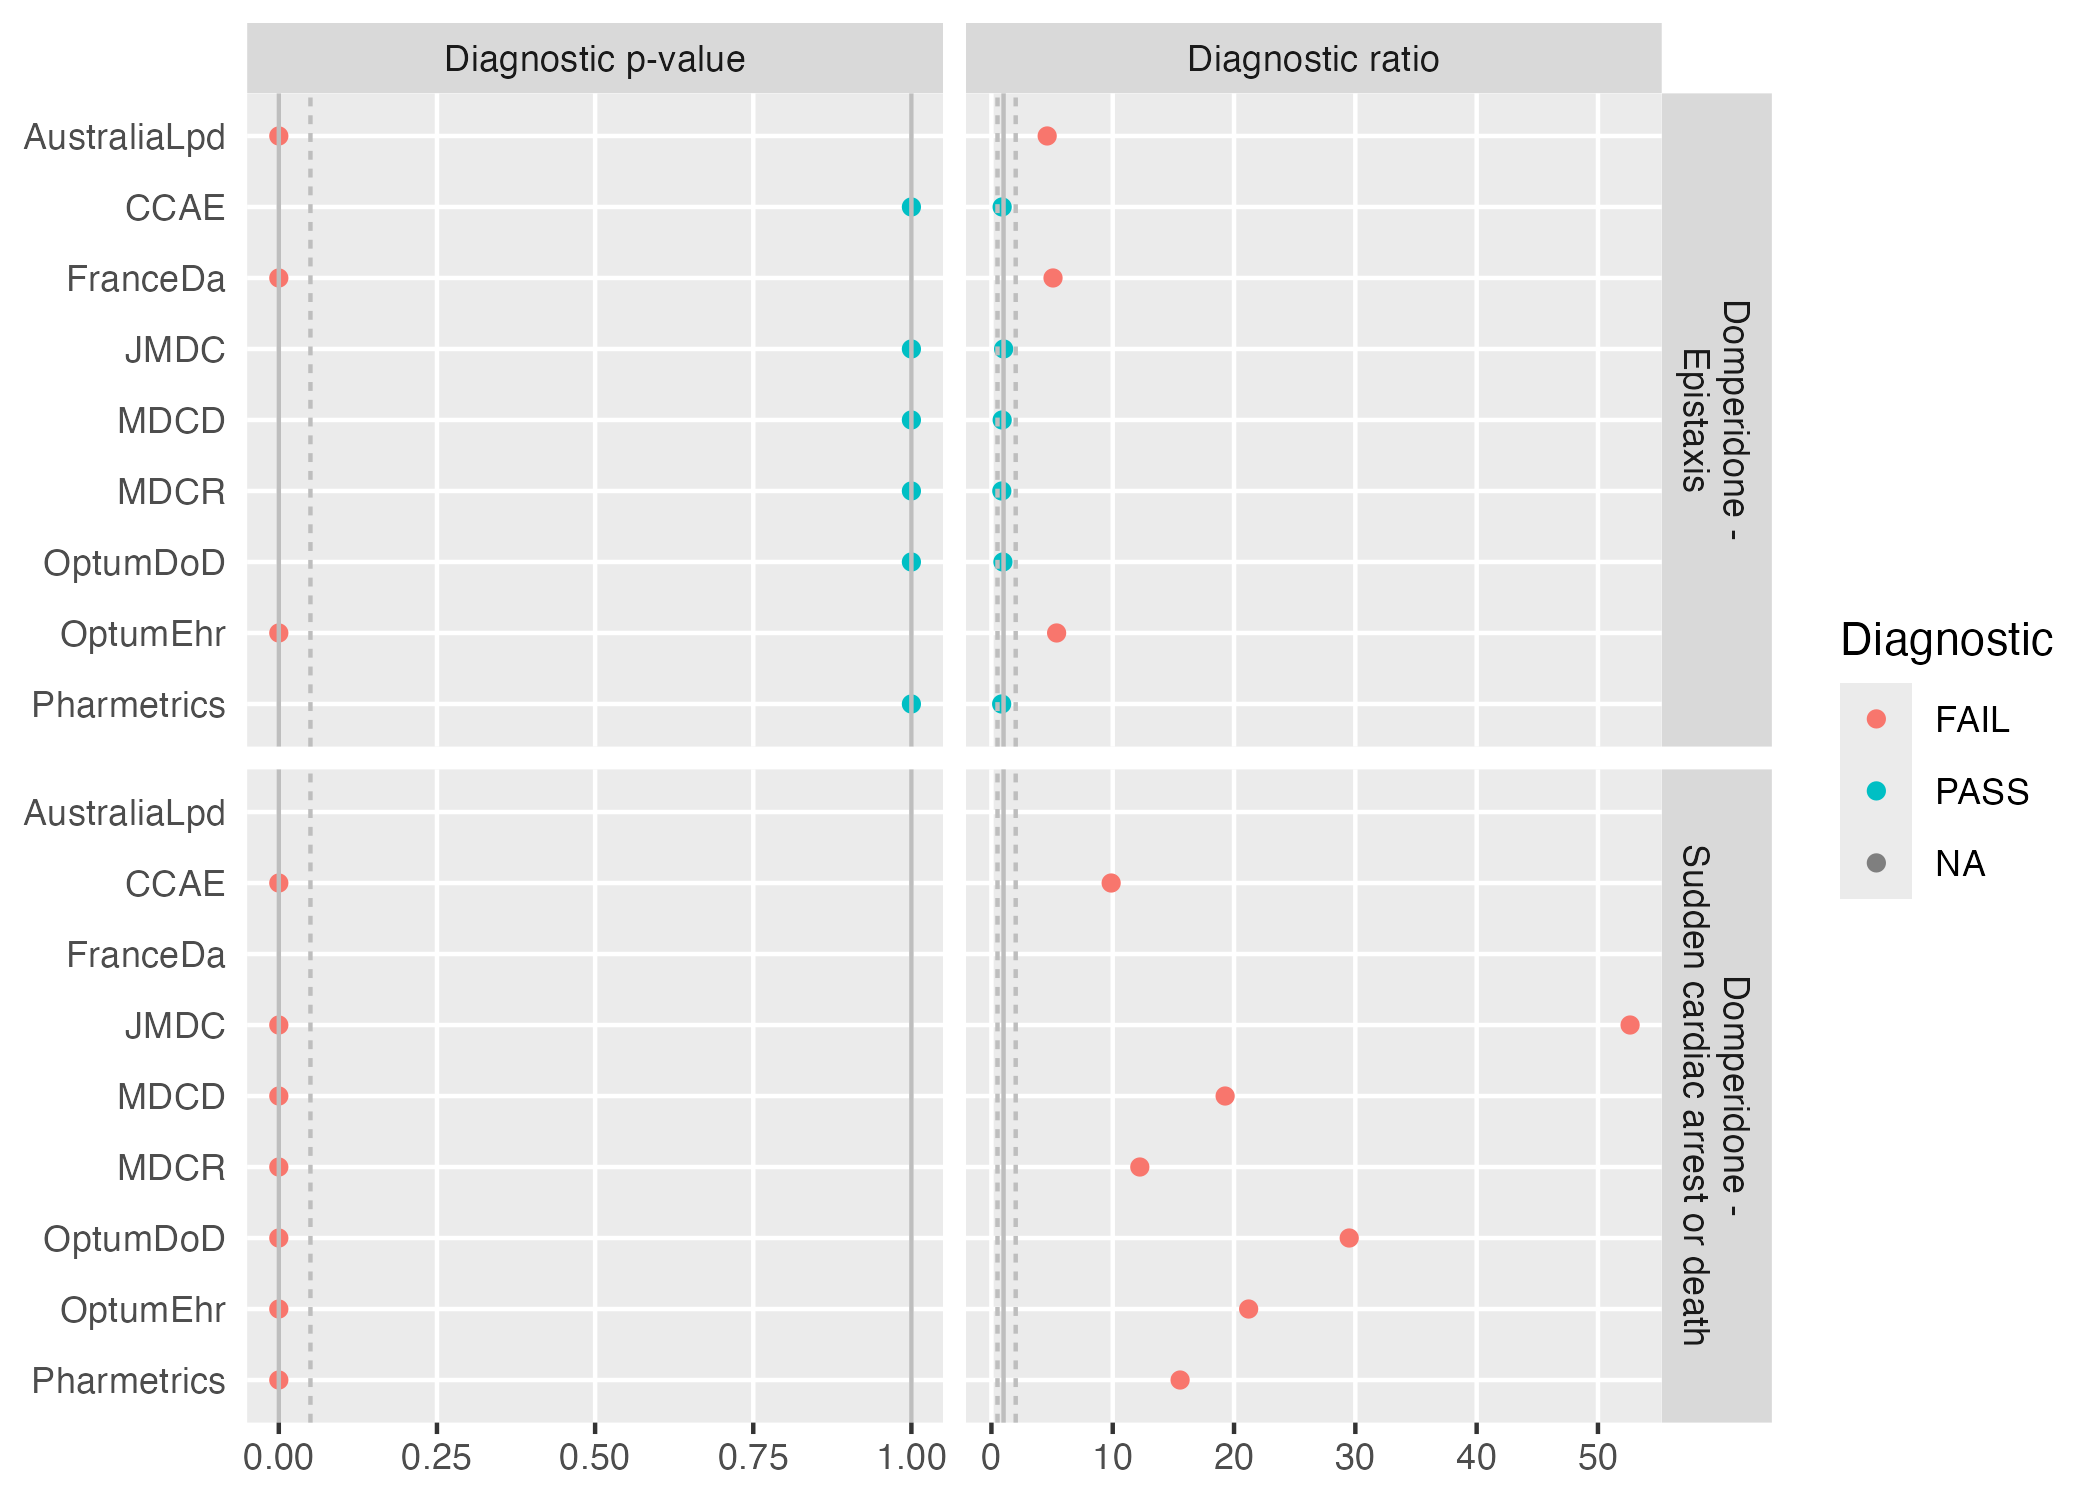 Diagnostic p-value
Diagnostic ratio
AustraliaLpd
CCAE
FranceDa
JMDC
MDCD
MDCR
OptumDoD
OptumEhr
Pharmetrics
Domperidone -
Epistaxis
AustraliaLpd
CCAE
FranceDa
JMDC
MDCD
MDCR
OptumDoD
OptumEhr
Pharmetrics
Domperidone -
Sudden cardiac arrest or death
0.00 0.25 0.50 0.75 1.00
0 10 20 30 40 50
Diagnostic
FAIL
PASS
NA